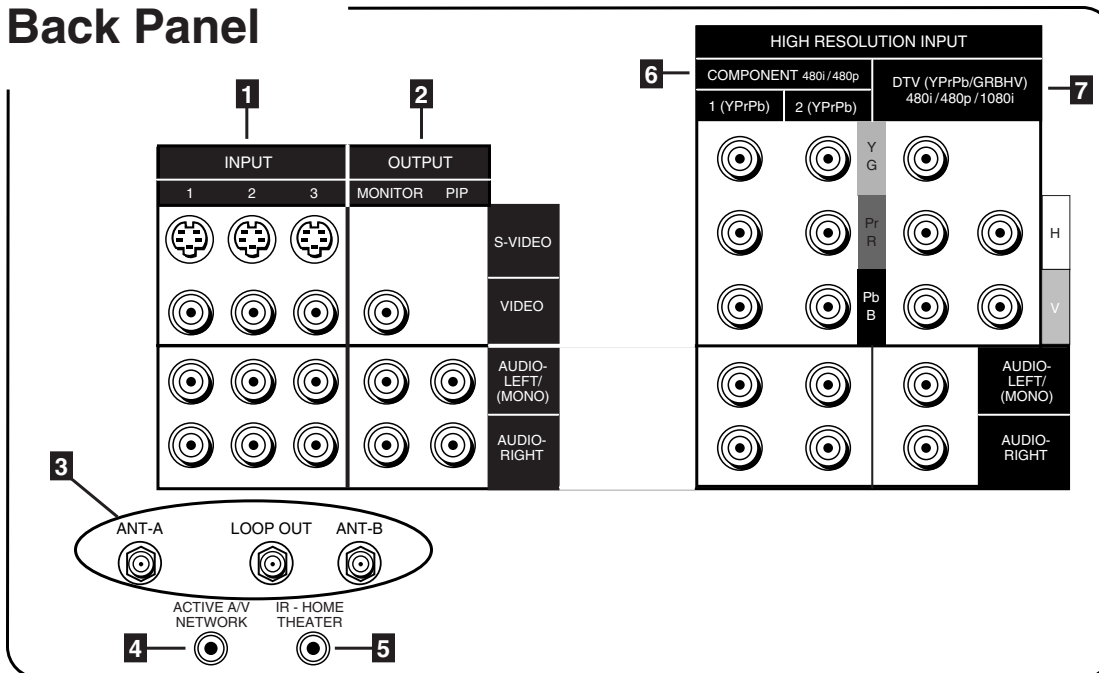 Back Panel
1
2
INPUT
OUTPUT
1 2 3 MONITOR PIP
S-VIDEO
VIDEO
AUDIO-
LEFT/
(MONO)
AUDIO-
RIGHT
3
ANT-A LOOP OUT ANT-B
ACTIVE A/V
NETWORK
IR - HOME
THEATER
4
5
HIGH RESOLUTION INPUT
6
COMPONENT 480i/480p
1 (YPrPb) 2 (YPrPb)
DTV (YPrPb/GRBHV)
480i/480p/1080i
7
Y
G
Pr
R
H
Pb
B
V
AUDIO-
LEFT/
(MONO)
AUDIO-
RIGHT